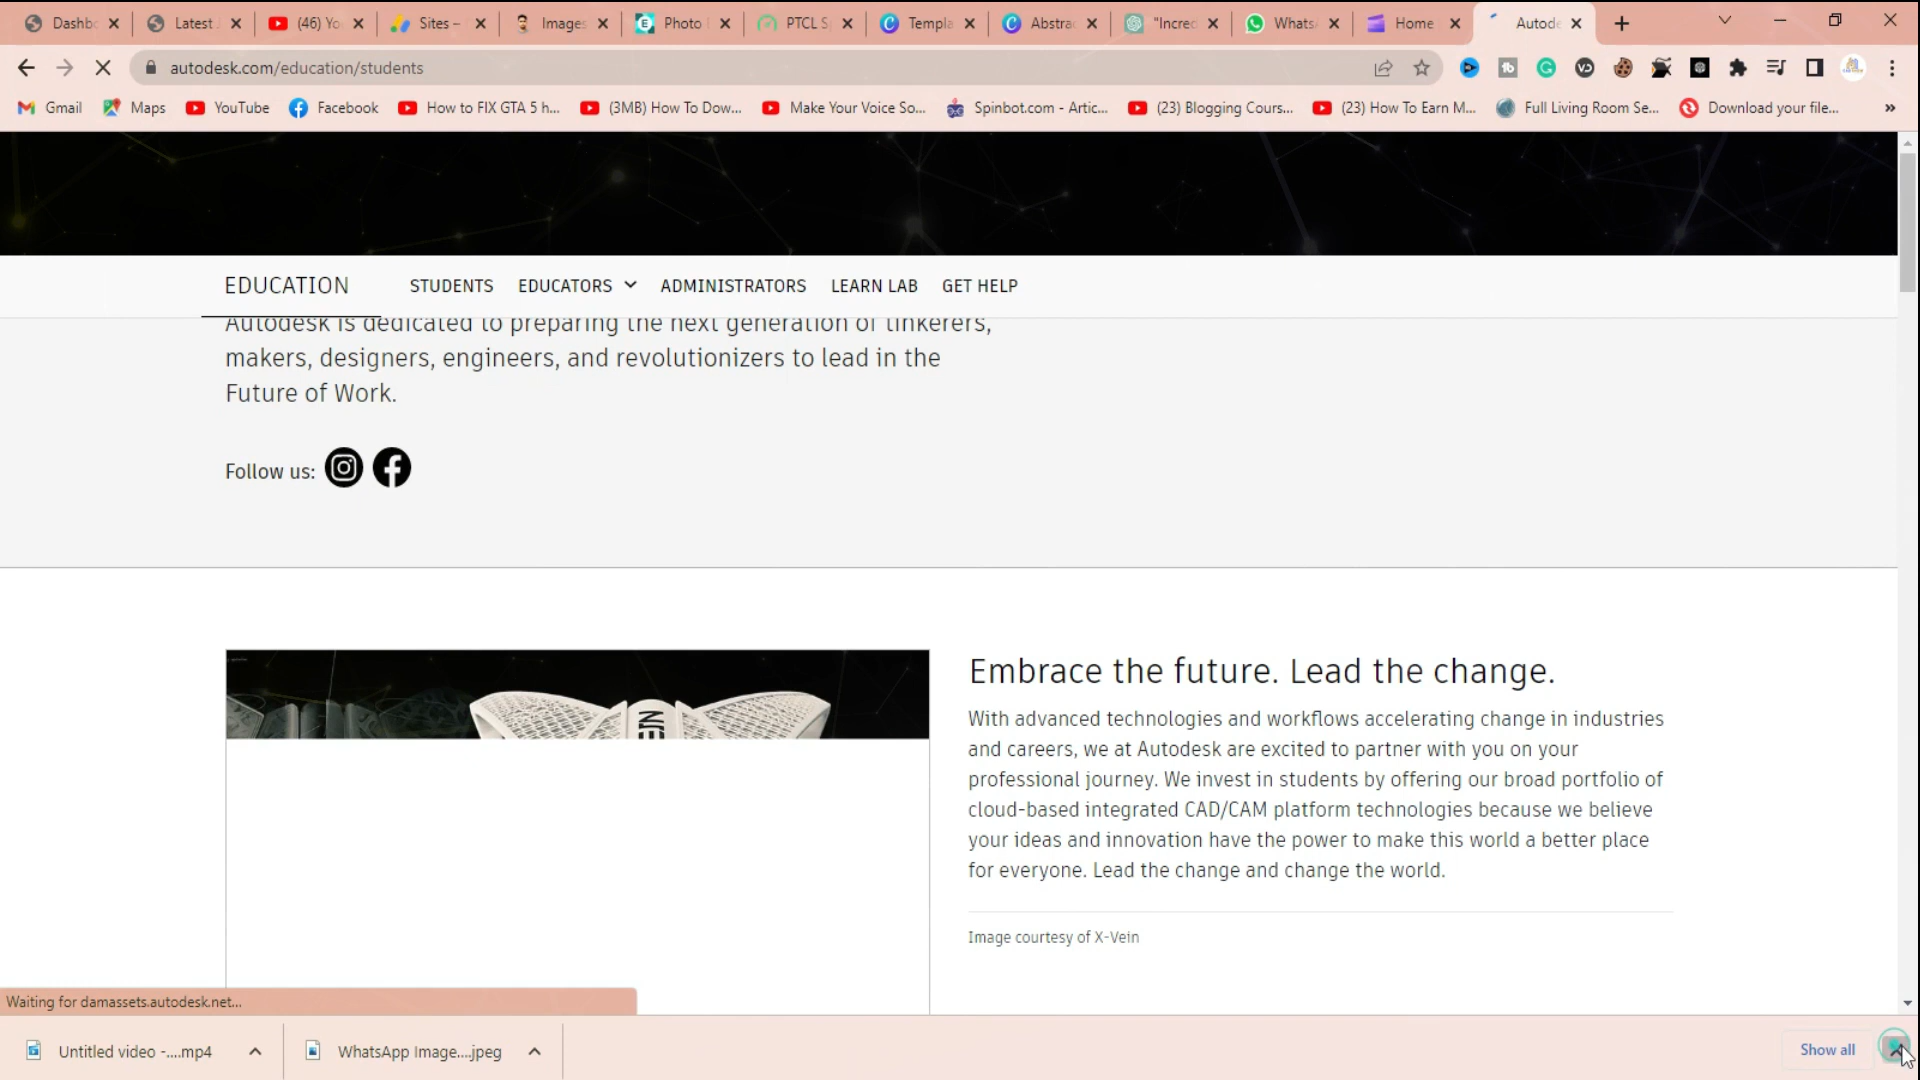 Dashb
Latest
(46) Yo
Sites –
Images
Photo
PTCL S
Templa
Abstra
"Incre
Whats
Home
Autode
autodesk.com/education/students
Gmail
Maps
YouTube
Facebook
How to FIX GTA 5 h...
(3MB) How To Dow...
Make Your Voice So...
Spinbot.com - Artic...
(23) Blogging Cours...
(23) How To Earn M...
Full Living Room Se...
Download your file...
»
EDUCATION
STUDENTS
EDUCATORS
ADMINISTRATORS
LEARN LAB
GET HELP
Autodesk is dedicated to preparing the next generation of tinkerers,
makers, designers, engineers, and revolutionizers to lead in the
Future of Work.
Follow us:
NEW
Embrace the future. Lead the change.
With advanced technologies and workflows accelerating change in industries
and careers, we at Autodesk are excited to partner with you on your
professional journey. We invest in students by offering our broad portfolio of
cloud-based integrated CAD/CAM platform technologies because we believe
your ideas and innovation have the power to make this world a better place
for everyone. Lead the change and change the world.
Image courtesy of X-Vein
Waiting for damassets.autodesk.net...
Untitled video -....mp4
WhatsApp Image....jpeg
Show all